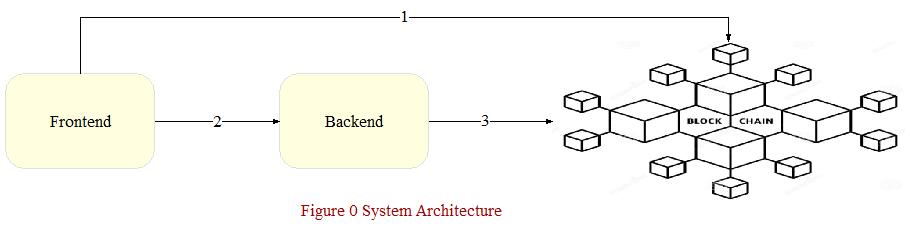 1
Frontend
2
Backend
3
BLOCK CHAIN
Figure 0 System Architecture